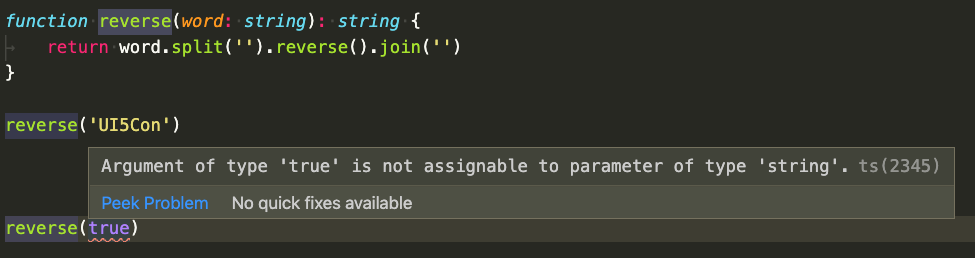 function reverse(word: string): string {
return word.split('').reverse().join('')
}
reverse('UI5Con')
Argument of type 'true' is not assignable to parameter of type 'string'. ts(2345)
Peek Problem No quick fixes available
reverse(true)